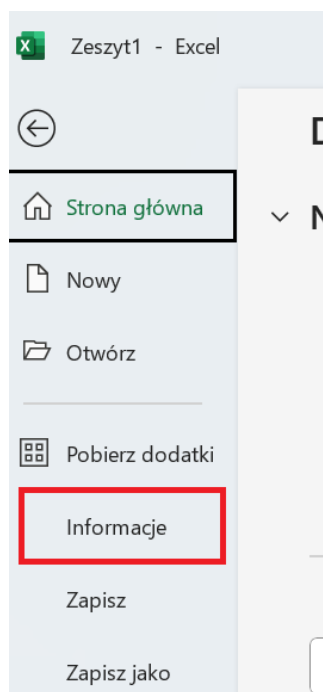 Zeszyt1 - Excel
Strona główna
Nowy
Otwórz
Pobierz dodatki
Informacje
Zapisz
Zapisz jako